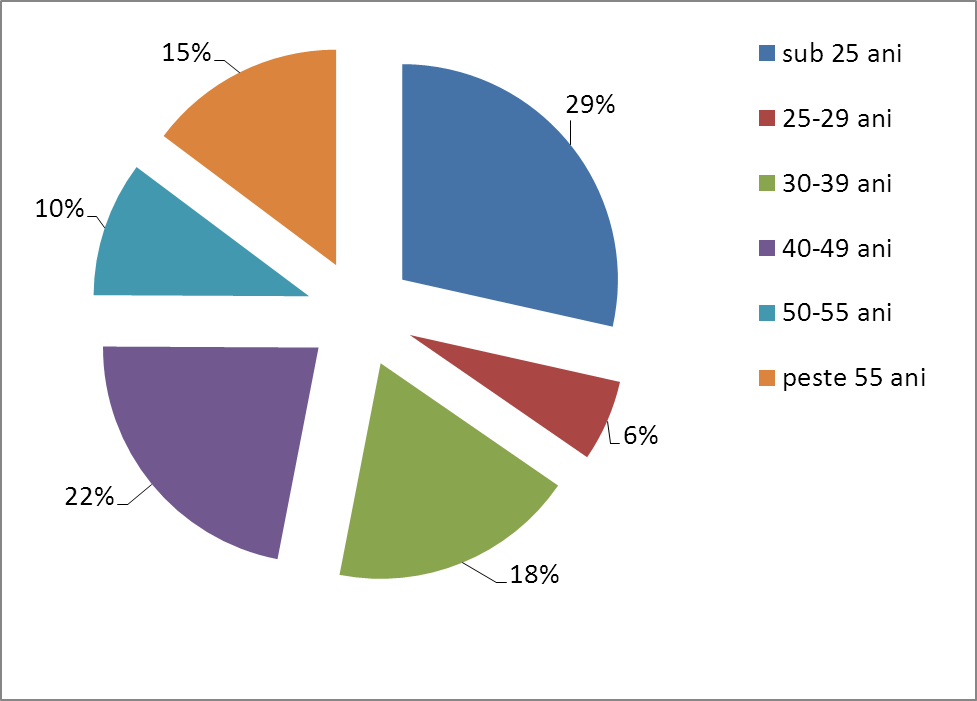 15%
29%
10%
6%
22%
18%
sub 25 ani
25-29 ani
30-39 ani
40-49 ani
50-55 ani
peste 55 ani